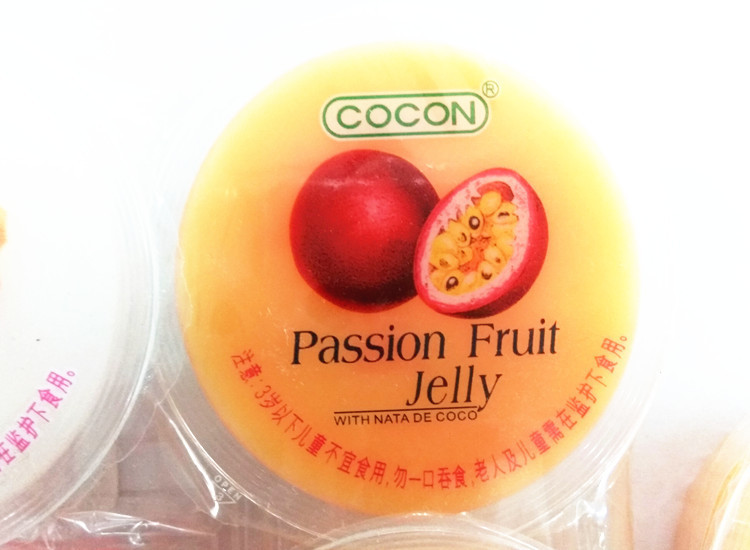 COCON®
Passion Fruit
Jelly
WITH NATA DE COCO
注意:3岁以下儿童不宜食用,勿一口吞食,老人及儿童需在监护下食用。
在监护下食用。
OPEN